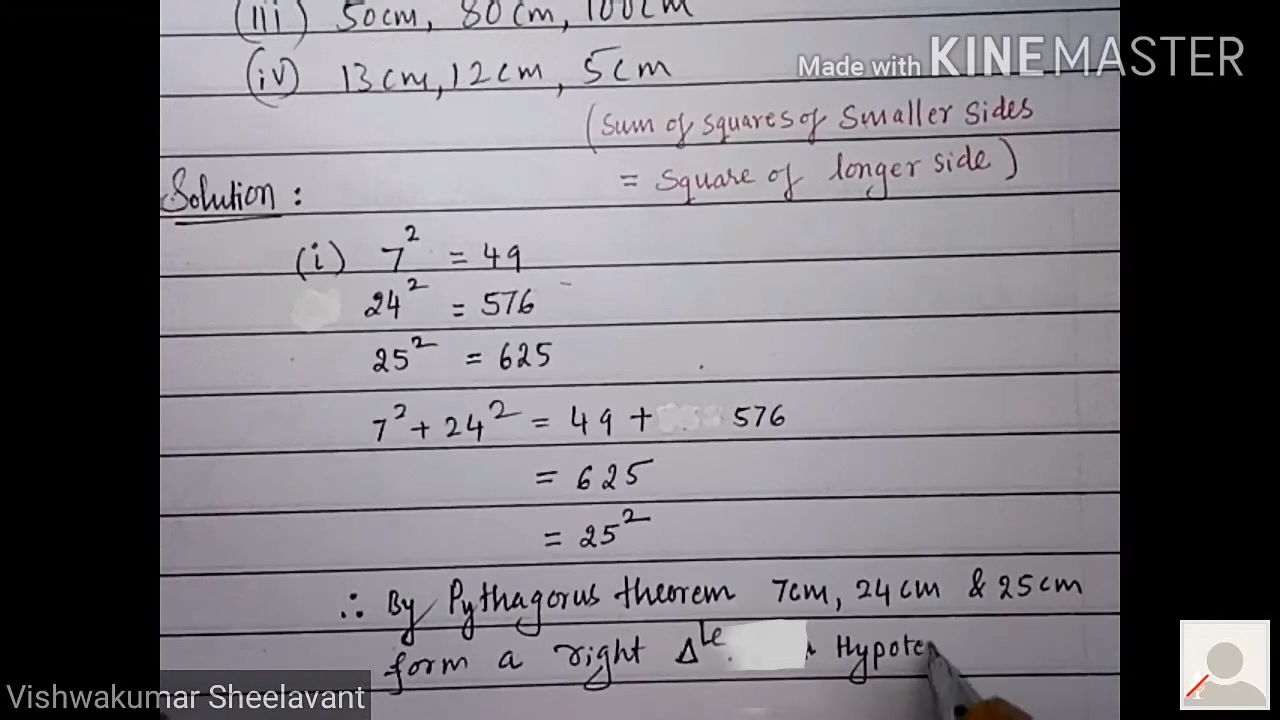 (iii) 50cm, 80cm, 100cm
Made with KINEMASTER
(iv) 13cm, 12cm, 5cm
(sum of squares of smaller sides
= square of longer side)
Solution :
(i) 7² = 49
24² = 576
25² = 625
7² + 24² = 49 + 576
= 625
= 25²
∴ By Pythagorus theorem 7cm, 24cm & 25cm
form a right Δle. Hypote
Vishwakumar Sheelavant